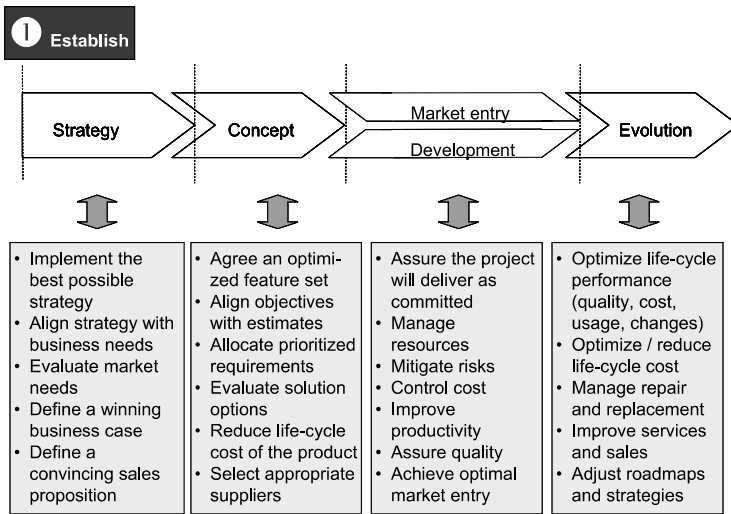 1 Establish
Strategy
Concept
Market entry
Development
Evolution
• Implement the
best possible
strategy
• Align strategy with
business needs
• Evaluate market
needs
• Define a winning
business case
• Define a
convincing sales
proposition
• Agree an optimi-
zed feature set
• Align objectives
with estimates
• Allocate prioritized
requirements
• Evaluate solution
options
• Reduce life-cycle
cost of the product
• Select appropriate
suppliers
• Assure the project
will deliver as
committed
• Manage
resources
• Mitigate risks
• Control cost
• Improve
productivity
• Assure quality
• Achieve optimal
market entry
• Optimize life-cycle
performance
(quality, cost,
usage, changes)
• Optimize / reduce
life-cycle cost
• Manage repair
and replacement
• Improve services
and sales
• Adjust roadmaps
and strategies